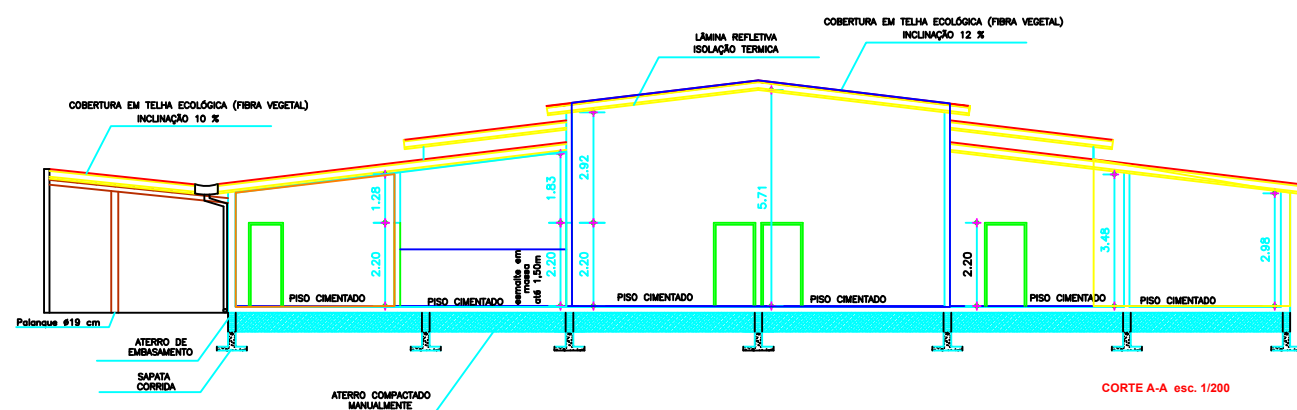 COBERTURA EM TELHA ECOLÓGICA (FIBRA VEGETAL)
INCLINAÇÃO 12 %
LÂMINA REFLETIVA
ISOLAÇÃO TERMICA
COBERTURA EM TELHA ECOLÓGICA (FIBRA VEGETAL)
INCLINAÇÃO 10 %
1.28
2.20
1.83
2.20
2.92
2.20
5.71
2.20
3.48
2.98
esmalte em
massa
até 1,50m
PISO CIMENTADO
PISO CIMENTADO
PISO CIMENTADO
PISO CIMENTADO
PISO CIMENTADO
PISO CIMENTADO
Palanque ø19 cm
ATERRO DE
EMBASAMENTO
SAPATA
CORRIDA
ATERRO COMPACTADO
MANUALMENTE
CORTE A-A esc. 1/200